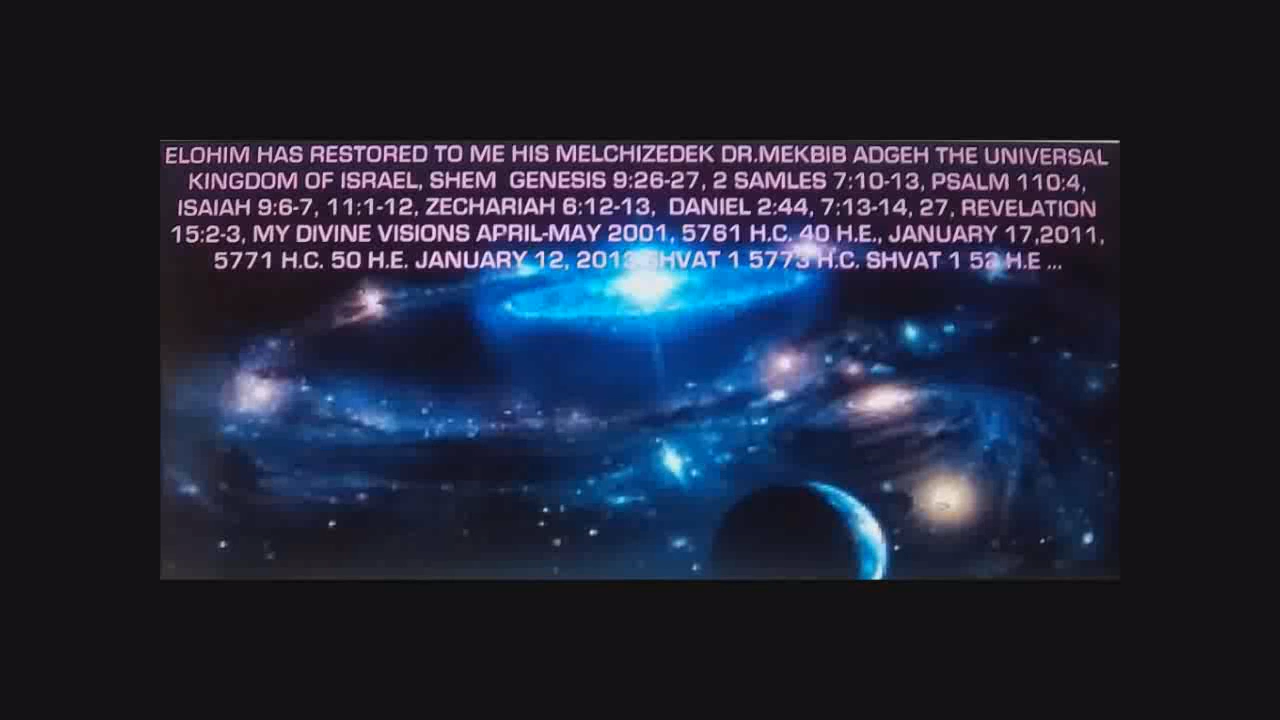 ELOHIM HAS RESTORED TO ME HIS MELCHIZEDEK DR.MEKBIB ADGEH THE UNIVERSAL
KINGDOM OF ISRAEL, SHEM GENESIS 9:26-27, 2 SAMLES 7:10-13, PSALM 110:4,
ISAIAH 9:6-7, 11:1-12, ZECHARIAH 6:12-13, DANIEL 2:44, 7:13-14, 27, REVELATION
15:2-3, MY DIVINE VISIONS APRIL-MAY 2001, 5761 H.C. 40 H.E., JANUARY 17,2011,
5771 H.C. 50 H.E. JANUARY 12, 2013 SHVAT 1 5773 H.C. SHVAT 1 52 H.E ...